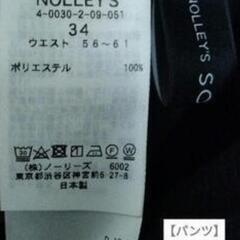 NOLLEY'S
4-0030-2-09-051
34
ウエスト 56~61
ポリエステル 100%
(株)ノーリーズ 6002
東京都渋谷区神宮前5-27-8
日本製
NOLLEY'S
【パンツ】